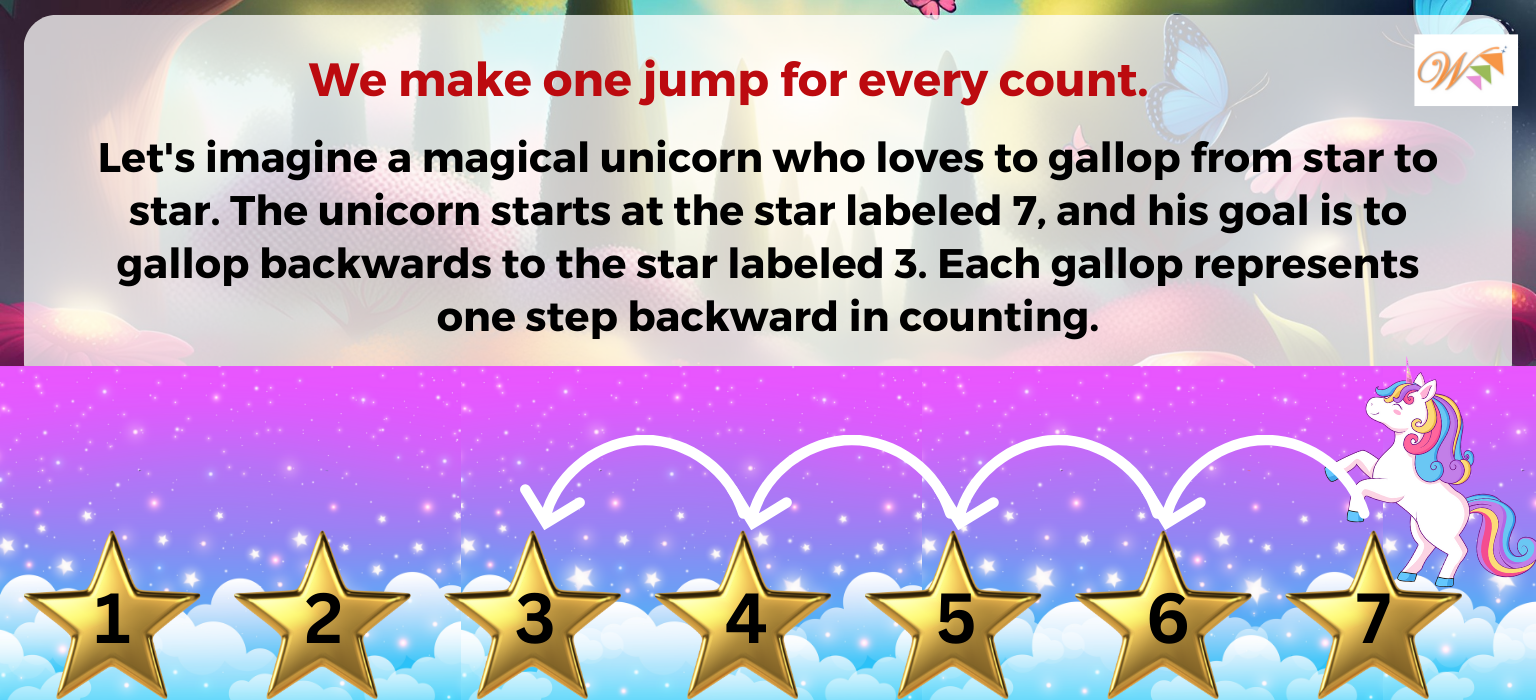 We make one jump for every count.
W
Let's imagine a magical unicorn who loves to gallop from star to
star. The unicorn starts at the star labeled 7, and his goal is to
gallop backwards to the star labeled 3. Each gallop represents
one step backward in counting.
1 2 3 4 5 6 7